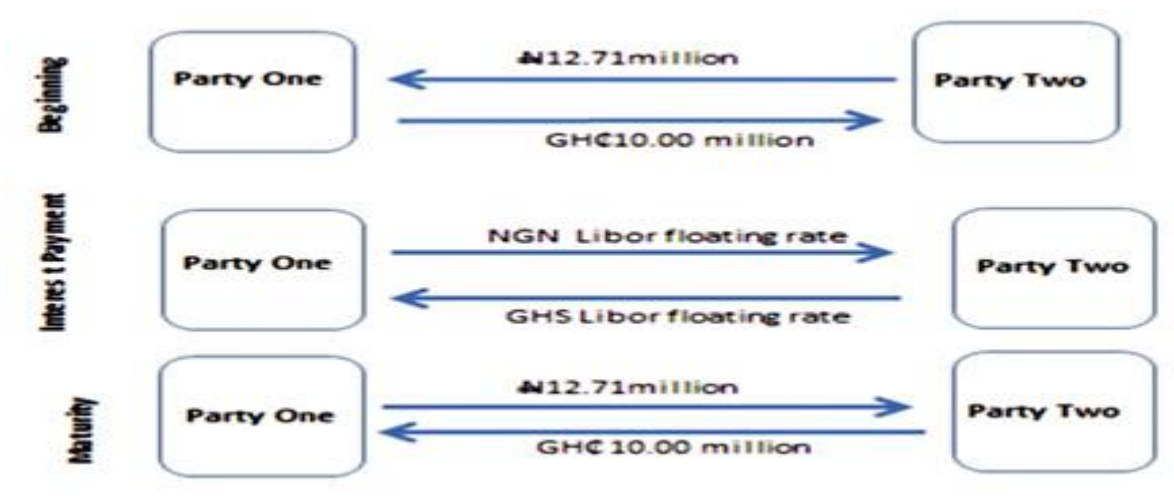 Beginning
Party One
₦12.71million
GH₵10.00 million
Party Two
Interest Payment
Party One
NGN Libor floating rate
GHS Libor floating rate
Party Two
Maturity
Party One
₦12.71million
GH₵10.00 million
Party Two